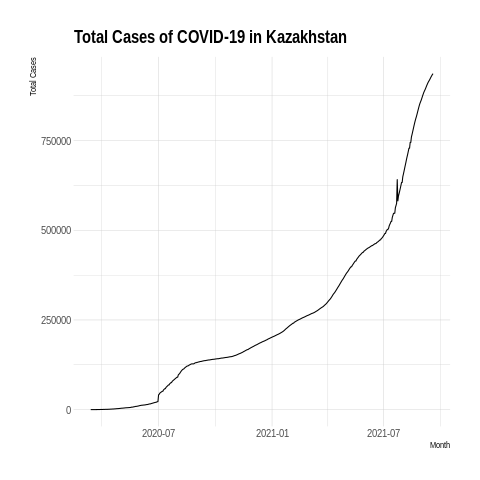 Total Cases of COVID-19 in Kazakhstan
Total Cases
750000
500000
250000
0
2020-07 2021-01 2021-07
Month